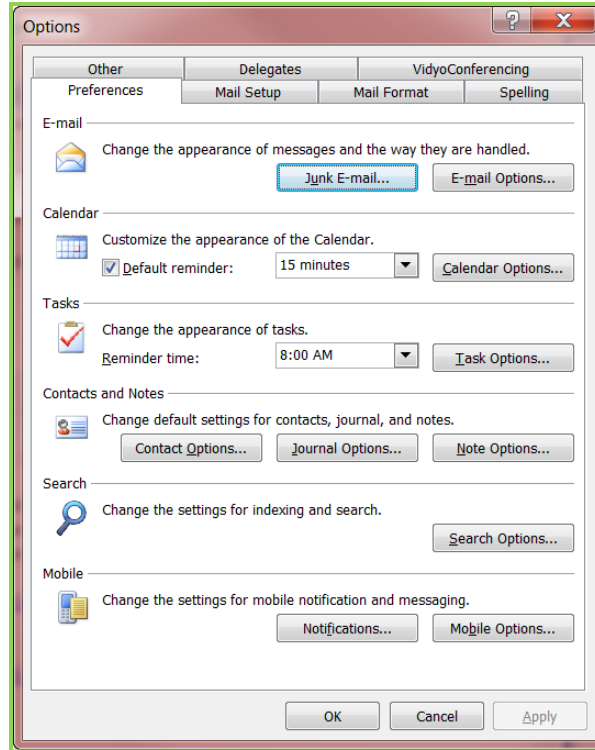 Options
Other Delegates VidyoConferencing
Preferences Mail Setup Mail Format Spelling
E-mail
Change the appearance of messages and the way they are handled.
Junk E-mail... E-mail Options...
Calendar
Customize the appearance of the Calendar.
Default reminder: 15 minutes Calendar Options...
Tasks
Change the appearance of tasks.
Reminder time: 8:00 AM Task Options...
Contacts and Notes
Change default settings for contacts, journal, and notes.
Contact Options... Journal Options... Note Options...
Search
Change the settings for indexing and search.
Search Options...
Mobile
Change the settings for mobile notification and messaging.
Notifications... Mobile Options...
OK Cancel Apply